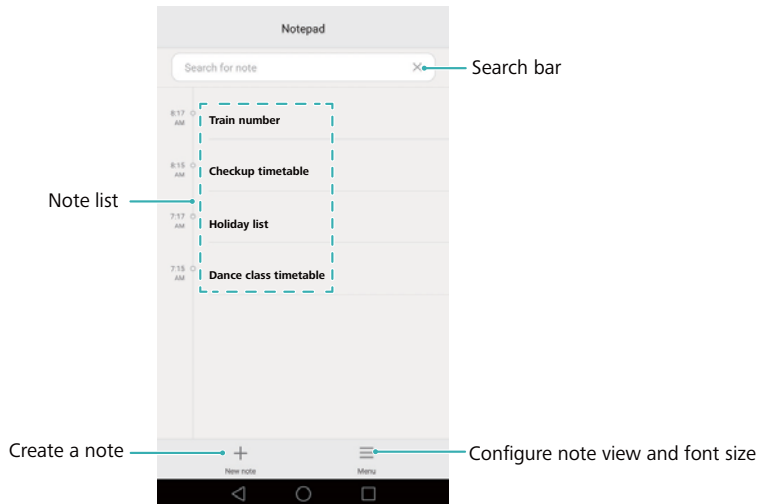 Notepad
Search for note
Search bar
8:17
AM
Train number
8:15
AM
Checkup timetable
Note list
7:17
AM
Holiday list
7:15
AM
Dance class timetable
Create a note
Configure note view and font size
New note
Menu